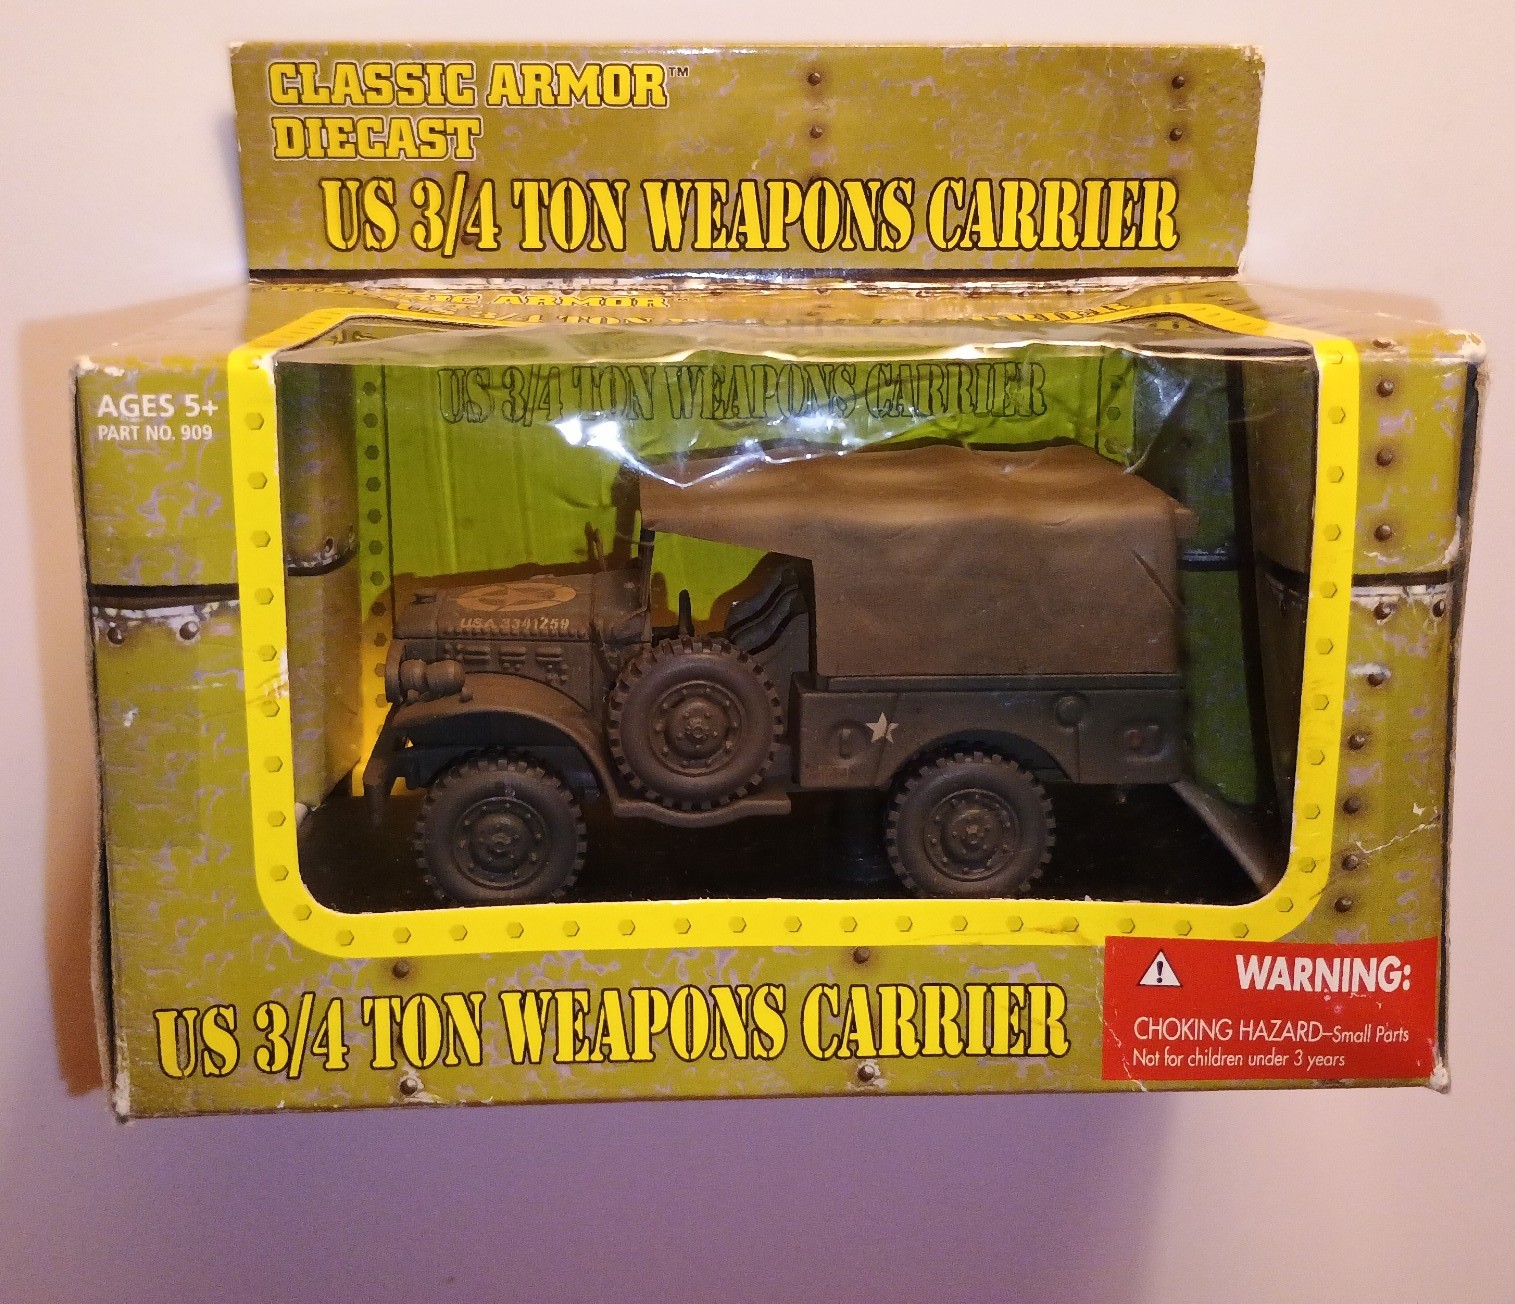 CLASSIC ARMOR™
DIECAST
US 3/4 TON WEAPONS CARRIER
AGES 5+
PART NO. 909
US 3/4 TON WEAPONS CARRIER
USA 3341259
US 3/4 TON WEAPONS CARRIER
WARNING:
CHOKING HAZARD–Small Parts
Not for children under 3 years